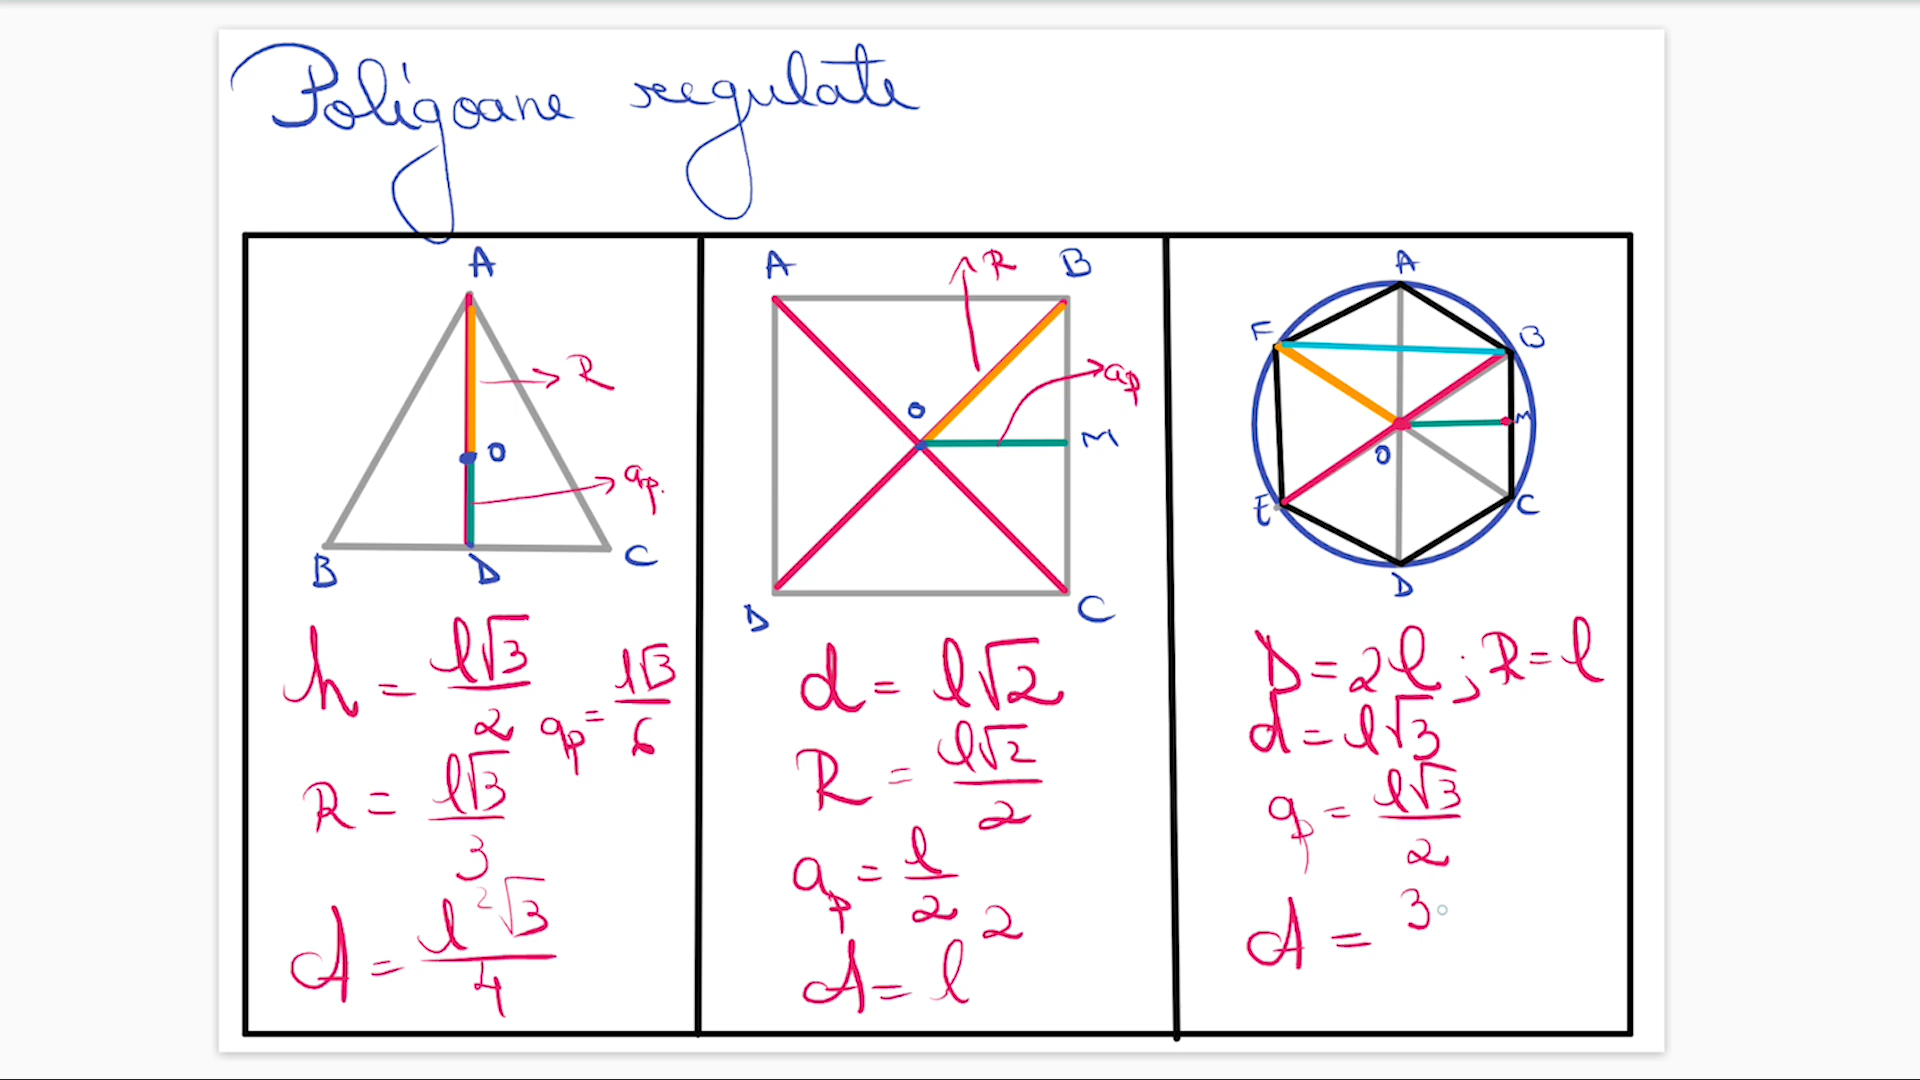 Poligoane regulate
A
R
O
ap.
B D C
h = l√3/2
ap = l√3/6
R = l√3/3
A = l²√3/4
A R B
ap
O
M
D C
d = l√2
R = l√2/2
ap = l/2
A = l²
A
F B
M
O
E C
D
D = 2l ; R = l
d = l√3
ap = l√3/2
A = 3